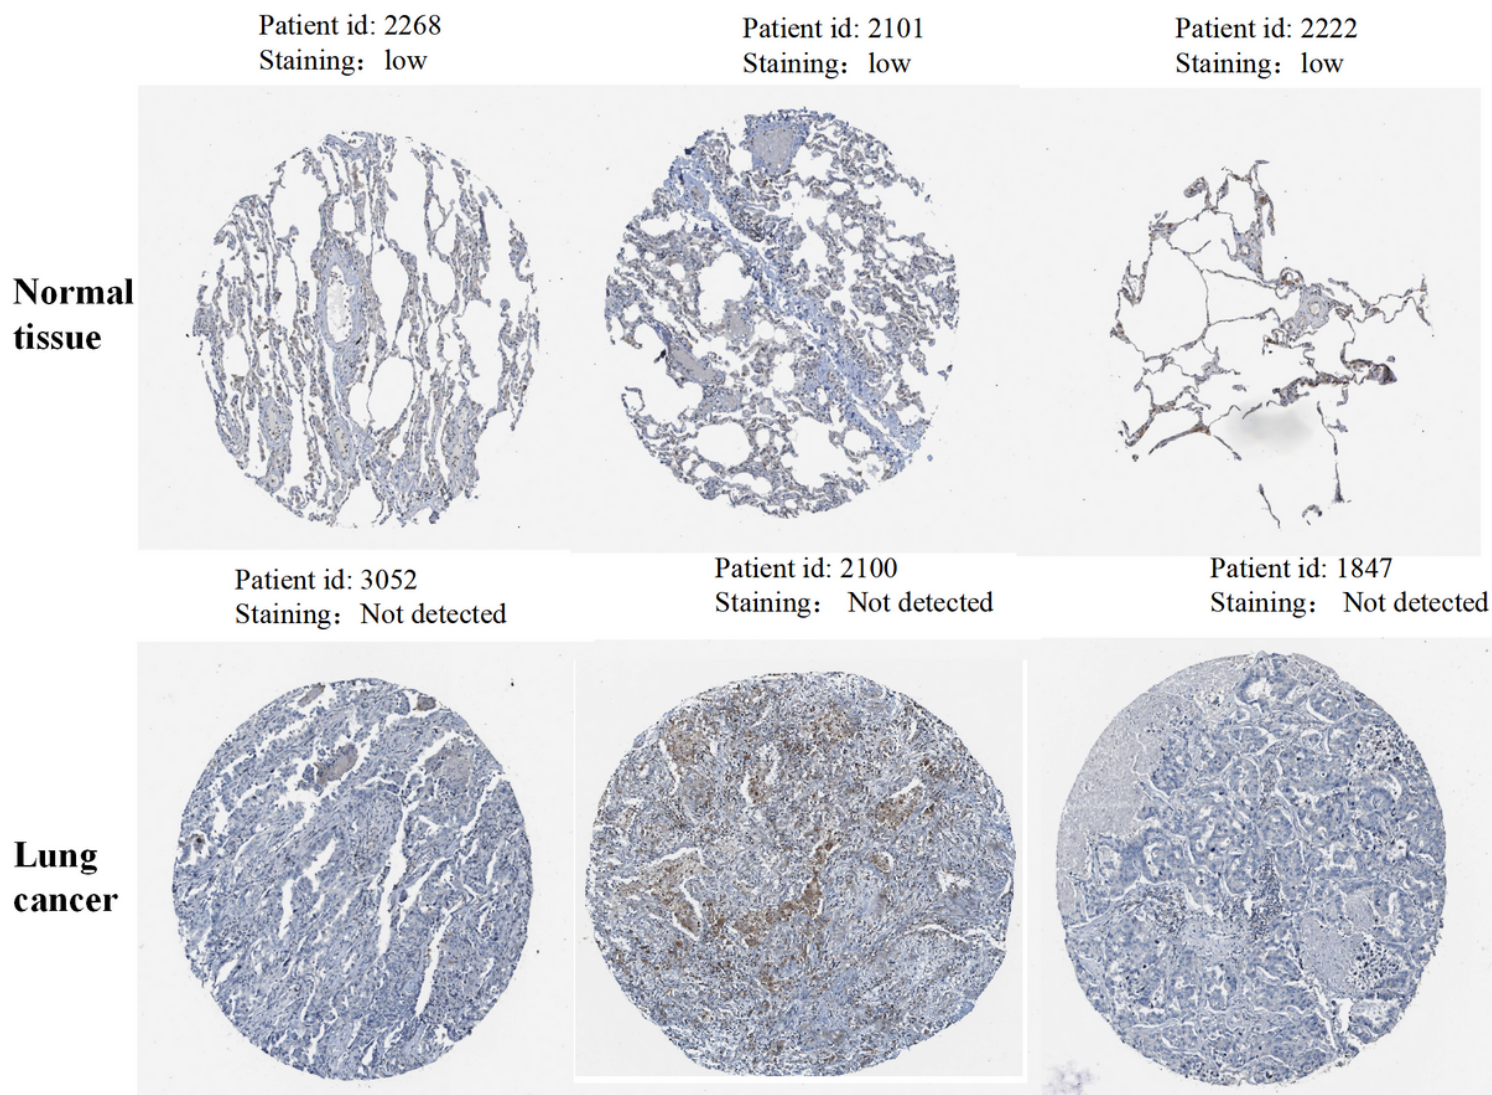 Patient id: 2268
Staining： low
Patient id: 2101
Staining： low
Patient id: 2222
Staining： low
Normal
tissue
Patient id: 3052
Staining： Not detected
Patient id: 2100
Staining： Not detected
Patient id: 1847
Staining： Not detected
Lung
cancer